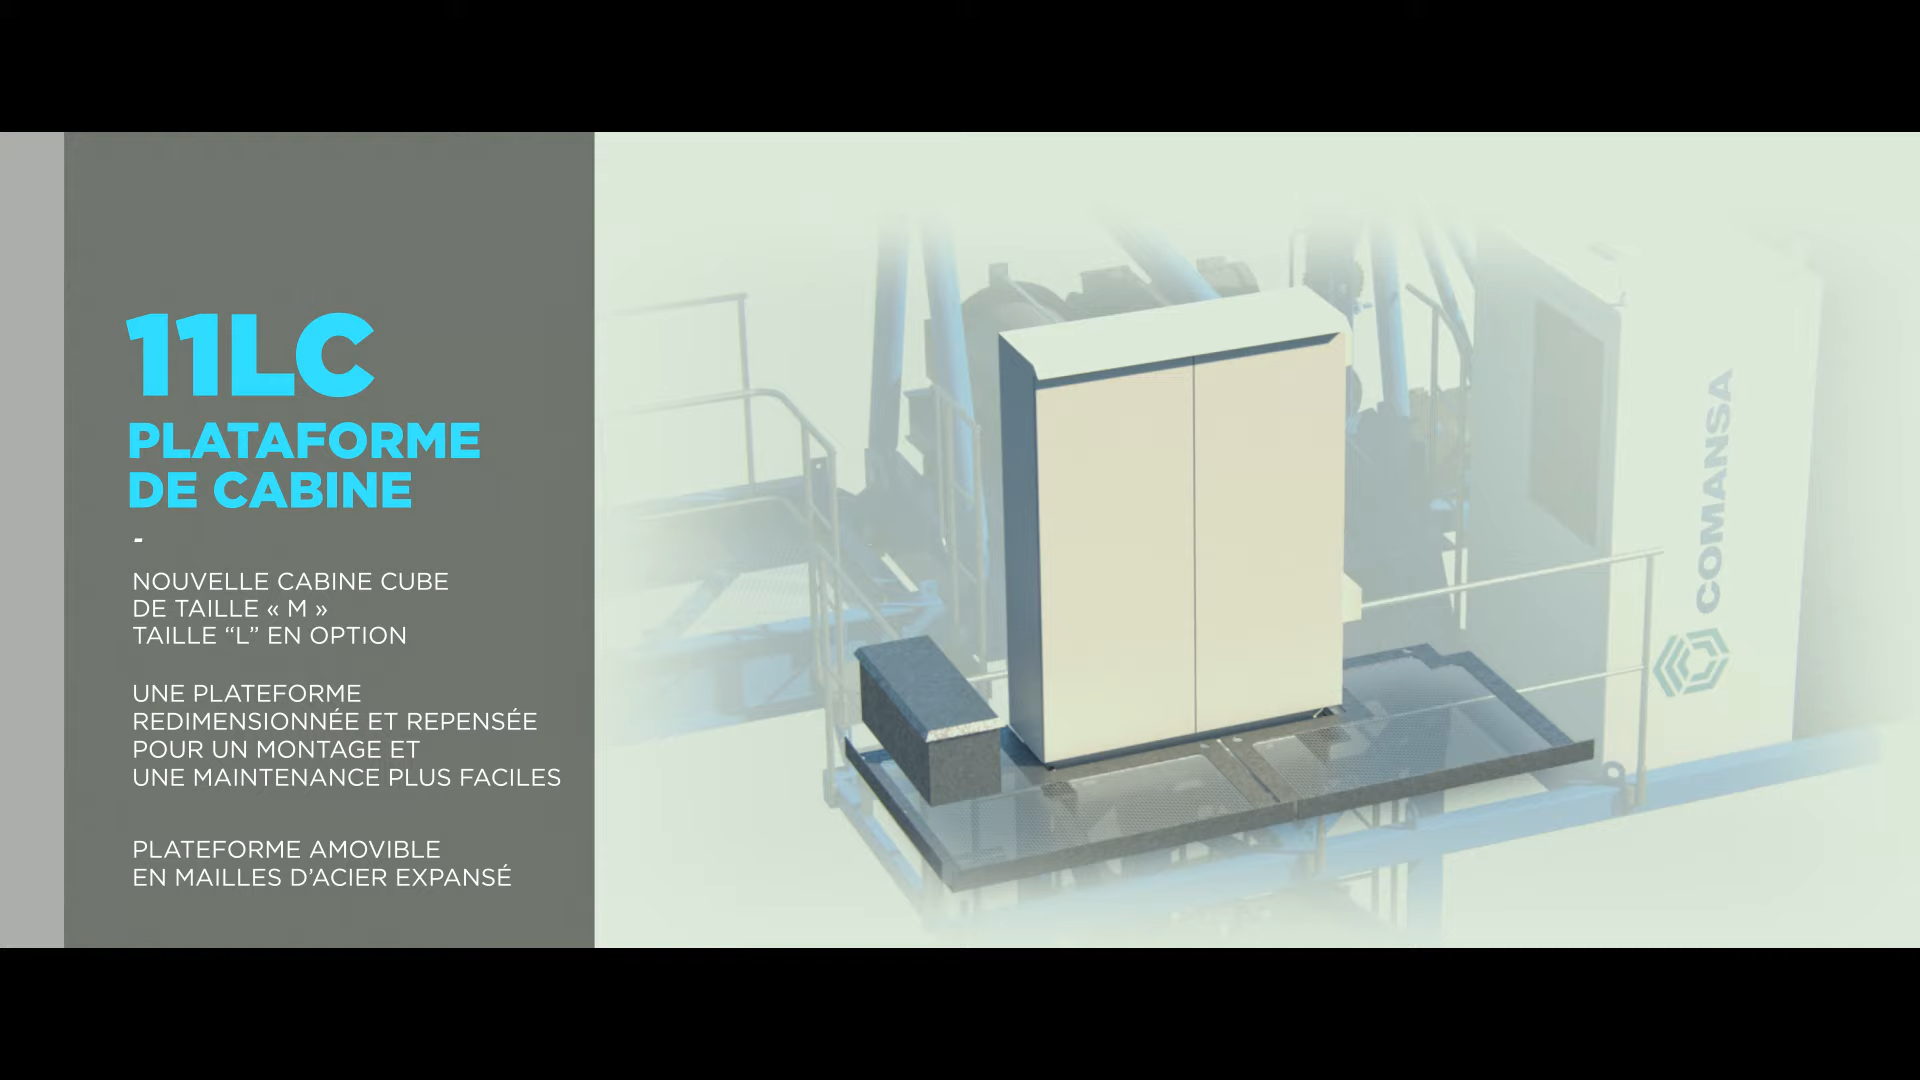 11LC
PLATAFORME
DE CABINE
-
NOUVELLE CABINE CUBE
DE TAILLE « M »
TAILLE “L” EN OPTION
UNE PLATEFORME
REDIMENSIONNÉE ET REPENSÉE
POUR UN MONTAGE ET
UNE MAINTENANCE PLUS FACILES
PLATEFORME AMOVIBLE
EN MAILLES D’ACIER EXPANSÉ
COMANSA